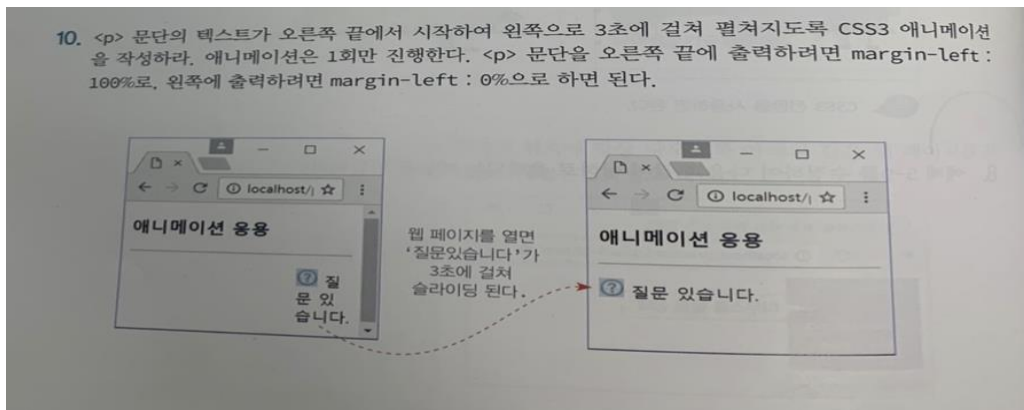 10. <p> 문단의 텍스트가 오른쪽 끝에서 시작하여 왼쪽으로 3초에 걸쳐 펼쳐지도록 CSS3 애니메이션
을 작성하라. 애니메이션은 1회만 진행한다. <p> 문단을 오른쪽 끝에 출력하려면 margin-left :
100%로, 왼쪽에 출력하려면 margin-left : 0%으로 하면 된다.
localhost/
애니메이션 응용
? 질
문 있
습니다.
웹 페이지를 열면
'질문있습니다'가
3초에 걸쳐
슬라이딩 된다.
localhost/
애니메이션 응용
? 질문 있습니다.